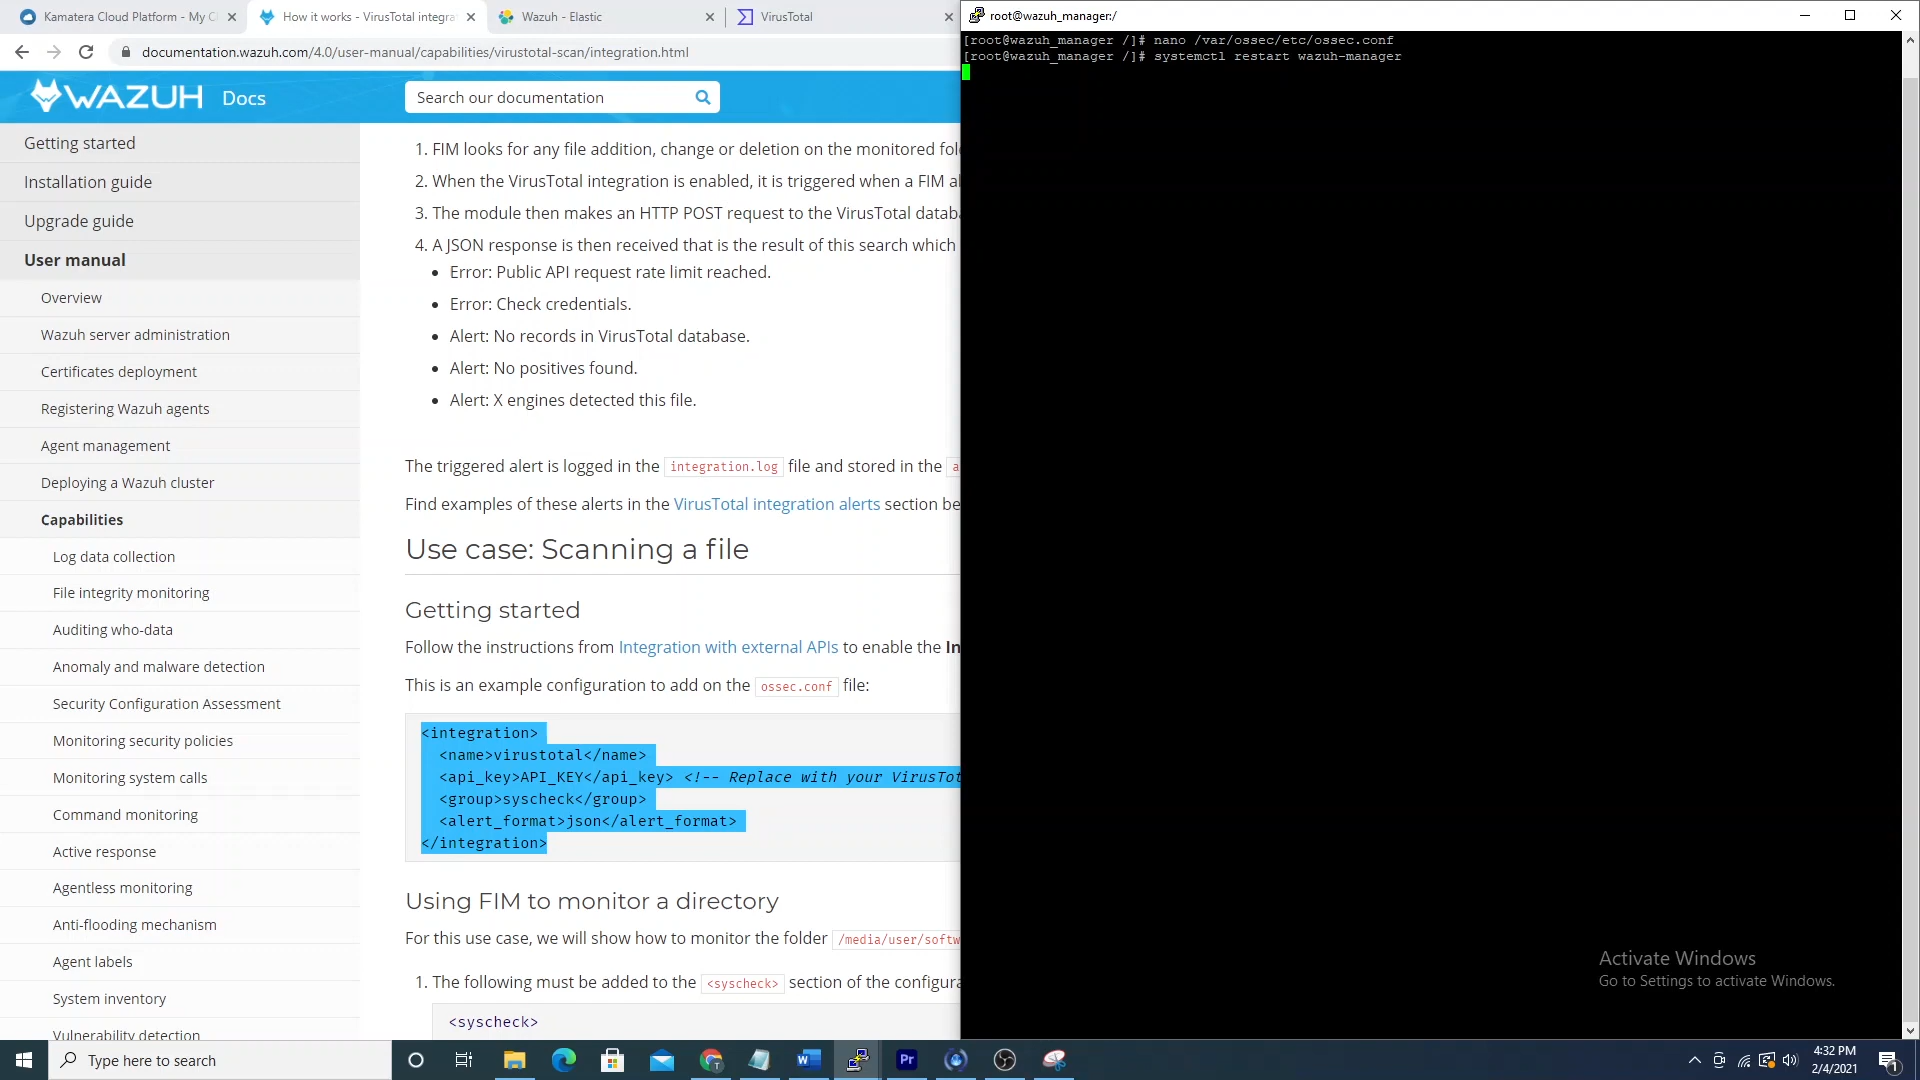 Kamatera Cloud Platform - My C
How it works - VirusTotal integra
Wazuh - Elastic
VirusTotal
documentation.wazuh.com/4.0/user-manual/capabilities/virustotal-scan/integration.html
WAZUH Docs
Search our documentation
Getting started
Installation guide
Upgrade guide
User manual
Overview
Wazuh server administration
Certificates deployment
Registering Wazuh agents
Agent management
Deploying a Wazuh cluster
Capabilities
Log data collection
File integrity monitoring
Auditing who-data
Anomaly and malware detection
Security Configuration Assessment
Monitoring security policies
Monitoring system calls
Command monitoring
Active response
Agentless monitoring
Anti-flooding mechanism
Agent labels
System inventory
Vulnerability detection
1. FIM looks for any file addition, change or deletion on the monitored fol
2. When the VirusTotal integration is enabled, it is triggered when a FIM al
3. The module then makes an HTTP POST request to the VirusTotal databa
4. A JSON response is then received that is the result of this search which
• Error: Public API request rate limit reached.
• Error: Check credentials.
• Alert: No records in VirusTotal database.
• Alert: No positives found.
• Alert: X engines detected this file.
The triggered alert is logged in the integration.log file and stored in the a
Find examples of these alerts in the VirusTotal integration alerts section be
Use case: Scanning a file
Getting started
Follow the instructions from Integration with external APIs to enable the In
This is an example configuration to add on the ossec.conf file:
<integration>
<name>virustotal</name>
<api_key>API_KEY</api_key> <!-- Replace with your VirusTot
<group>syscheck</group>
<alert_format>json</alert_format>
</integration>
Using FIM to monitor a directory
For this use case, we will show how to monitor the folder /media/user/softw
1. The following must be added to the <syscheck> section of the configura
<syscheck>
root@wazuh_manager:/
[root@wazuh_manager /]# nano /var/ossec/etc/ossec.conf
[root@wazuh_manager /]# systemctl restart wazuh-manager
Activate Windows
Go to Settings to activate Windows.
Type here to search
4:32 PM
2/4/2021